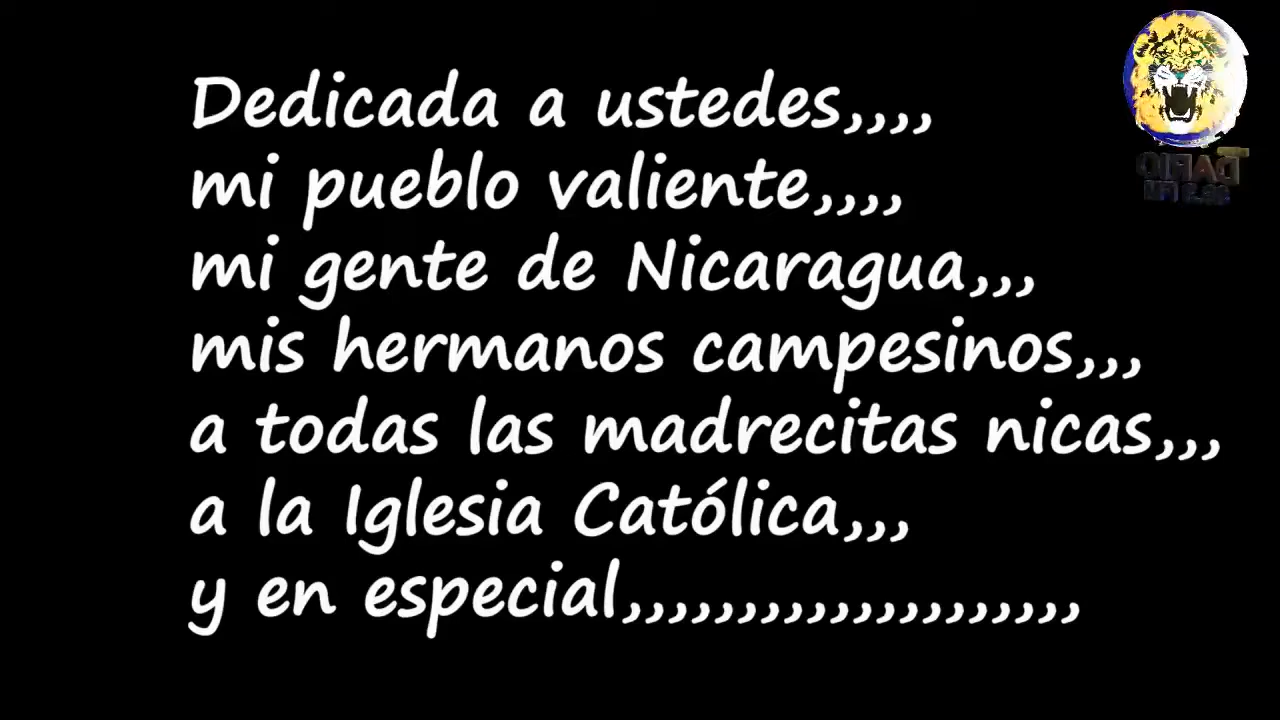 Dedicada a ustedes,,,,
mi pueblo valiente,,,,
mi gente de Nicaragua,,,
mis hermanos campesinos,,,
a todas las madrecitas nicas,,,
a la Iglesia Católica,,,
y en especial,,,,,,,,,,,,,,,,,,,,,